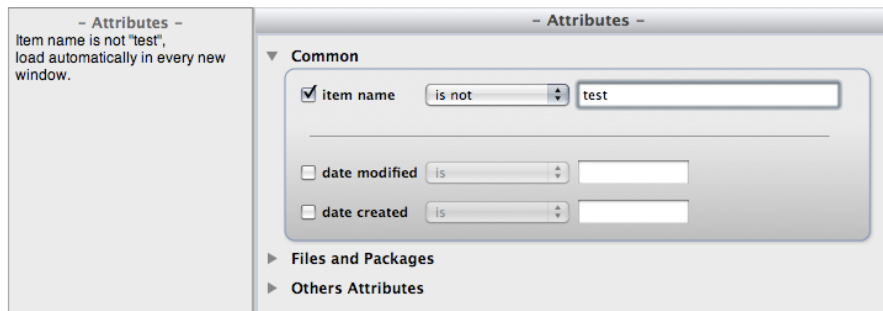 – Attributes –
Item name is not "test",
load automatically in every new
window.
– Attributes –
Common
item name is not test
date modified is
date created is
Files and Packages
Others Attributes